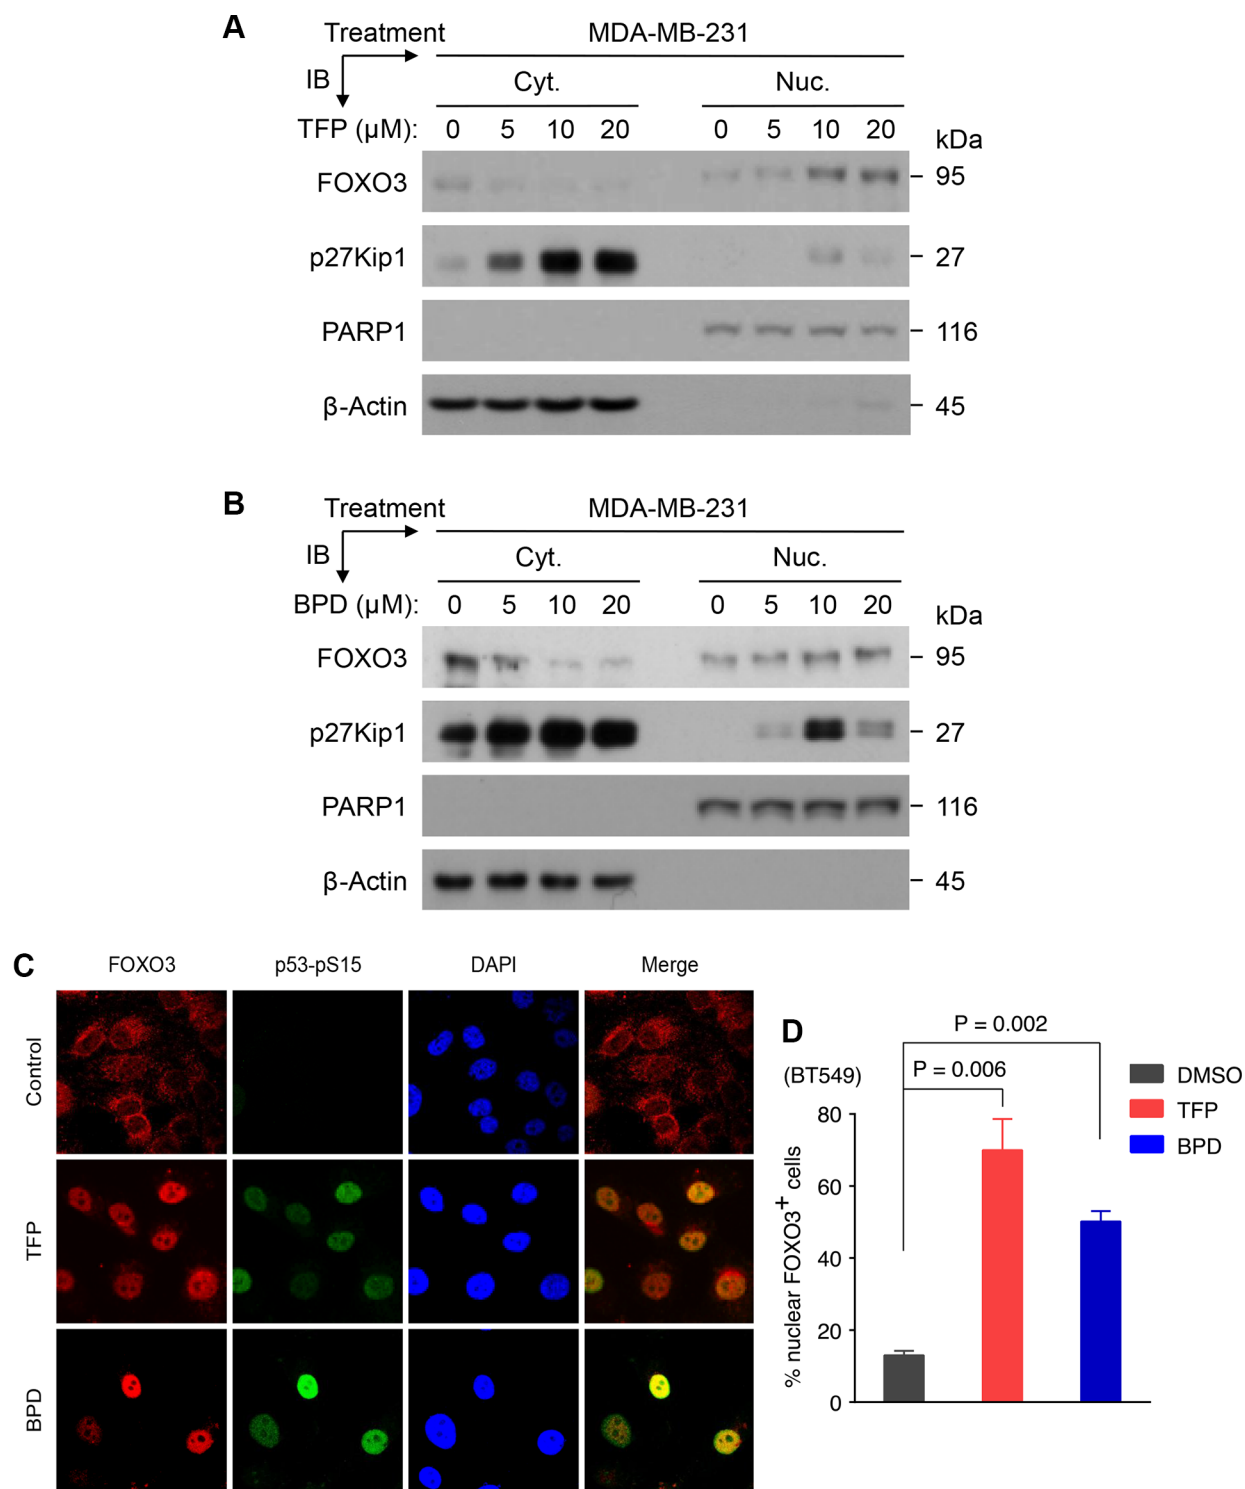 A
Treatment MDA-MB-231
IB Cyt. Nuc.
TFP (μM): 0 5 10 20 0 5 10 20 kDa
FOXO3 95
p27Kip1 27
PARP1 116
β-Actin 45
B
Treatment MDA-MB-231
IB Cyt. Nuc.
BPD (μM): 0 5 10 20 0 5 10 20 kDa
FOXO3 95
p27Kip1 27
PARP1 116
β-Actin 45
C
FOXO3 p53-pS15 DAPI Merge
Control
TFP
BPD
D
(BT549)
P = 0.002
P = 0.006
DMSO
TFP
BPD
% nuclear FOXO3+ cells
80
60
40
20
0